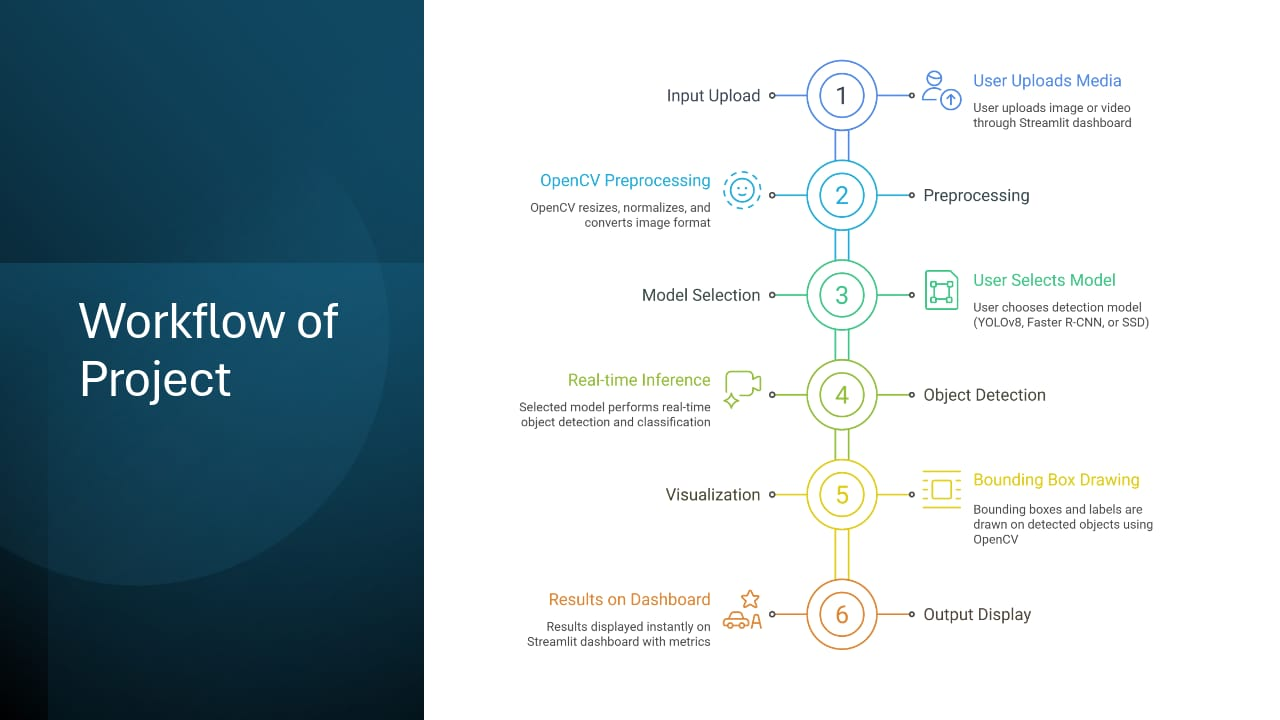 Workflow of
Project
Input Upload
1
User Uploads Media
User uploads image or video
through Streamlit dashboard
OpenCV Preprocessing
OpenCV resizes, normalizes, and
converts image format
2
Preprocessing
Model Selection
3
User Selects Model
User chooses detection model
(YOLOv8, Faster R-CNN, or SSD)
Real-time Inference
Selected model performs real-time
object detection and classification
4
Object Detection
Visualization
5
Bounding Box Drawing
Bounding boxes and labels are
drawn on detected objects using
OpenCV
Results on Dashboard
Results displayed instantly on
Streamlit dashboard with metrics
6
Output Display